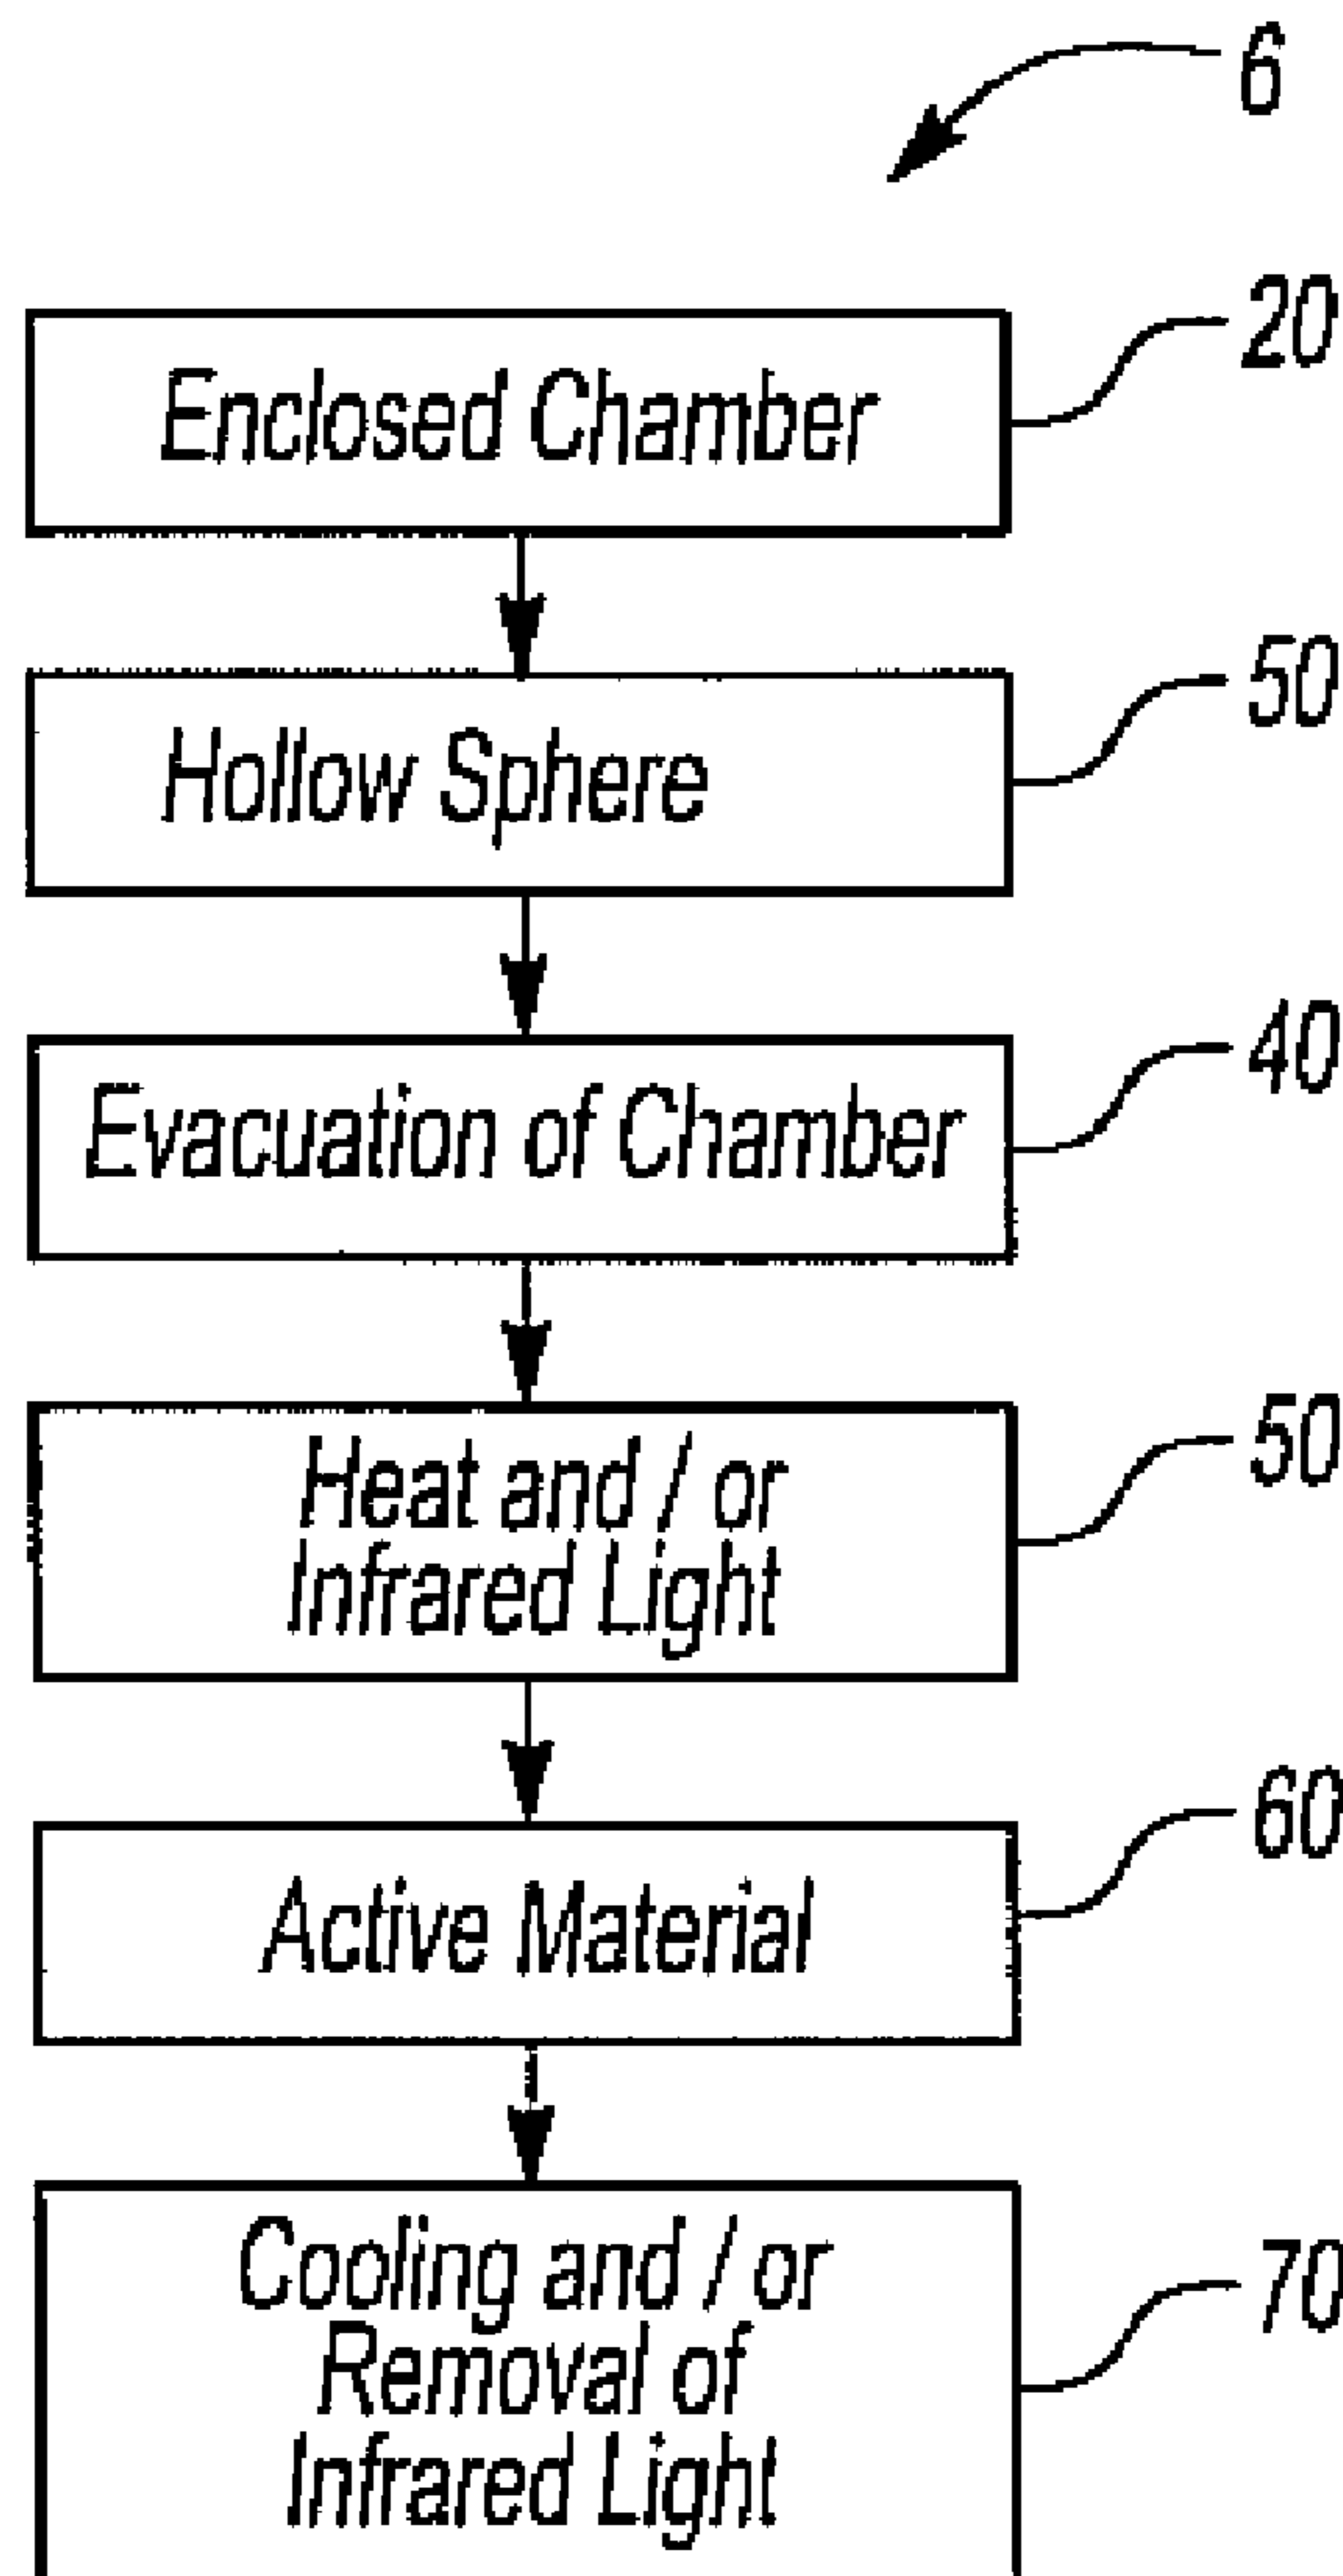 6
Enclosed Chamber
20
Hollow Sphere
50
Evacuation of Chamber
40
Heat and / or
Infrared Light
50
Active Material
60
Cooling and / or
Removal of
Infrared Light
70